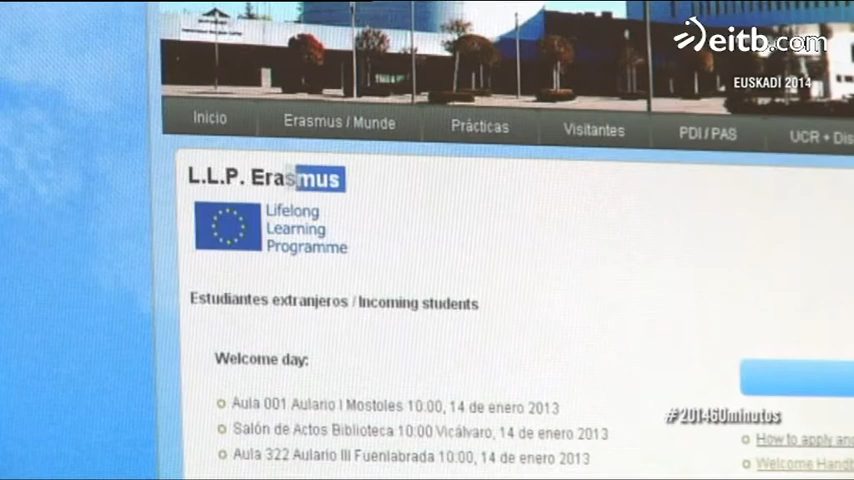 eitb.com
EUSKADI 2014
Inicio
Erasmus / Munde
Prácticas
Visitantes
PDI / PAS
UCR + Dis
L.L.P. Erasmus
Lifelong
Learning
Programme
Estudiantes extranjeros / Incoming students
Welcome day:
Aula 001 Aulario I Mostoles 10:00, 14 de enero 2013
#201460minutos
Salón de Actos Biblioteca 10:00 Vicálvaro, 14 de enero 2013
How to apply and
Aula 322 Aulario III Fuenlabrada 10:00, 14 de enero 2013
Welcome Handb